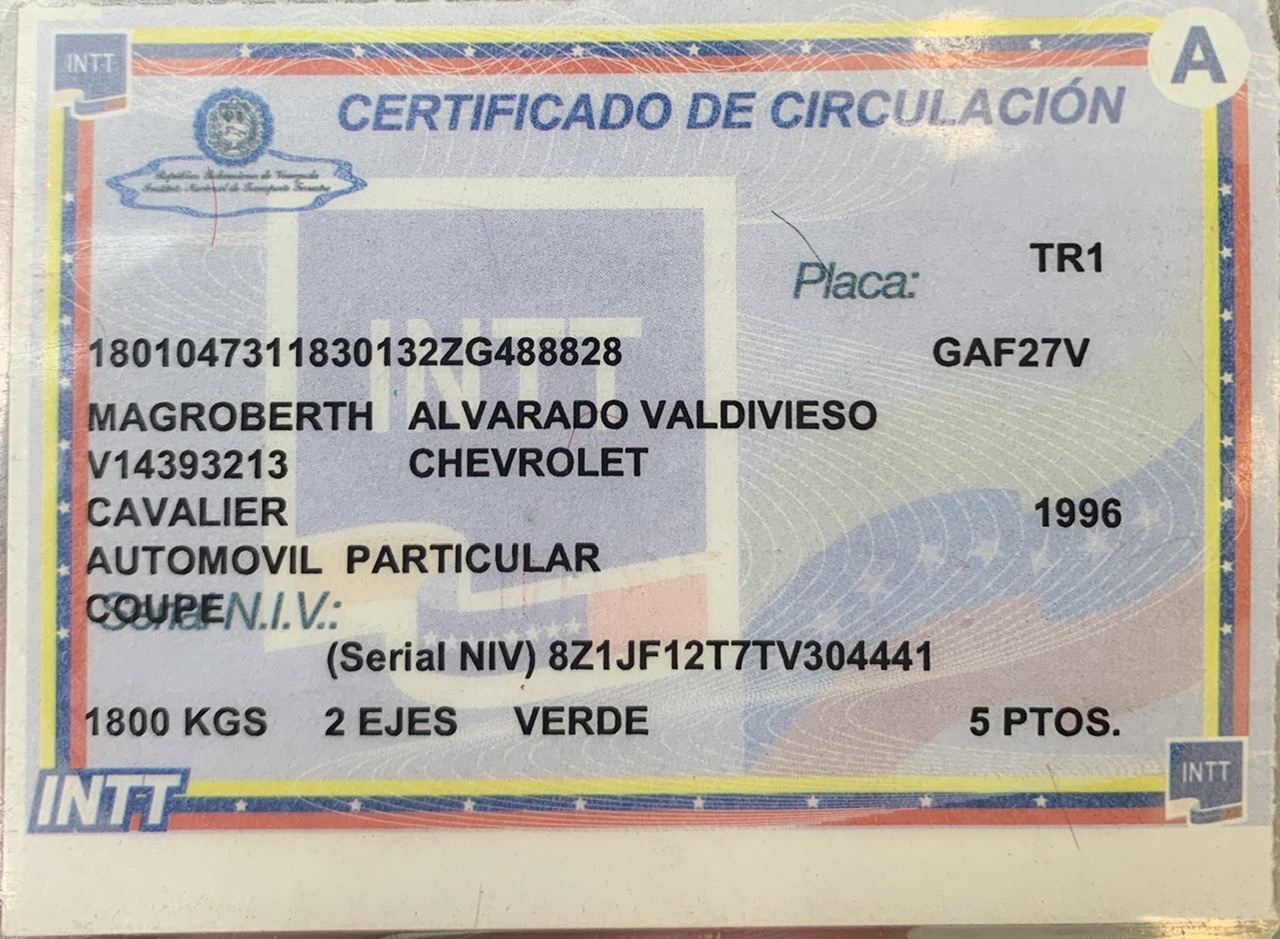 INTT
A
CERTIFICADO DE CIRCULACIÓN
República Bolivariana de Venezuela
Instituto Nacional de Transporte Terrestre
TR1
Placa:
INTT
1801047311830132ZG488828 GAF27V
MAGROBERTH ALVARADO VALDIVIESO
V14393213 CHEVROLET
CAVALIER 1996
AUTOMOVIL PARTICULAR
COUPE
Serial N.I.V.:
(Serial NIV) 8Z1JF12T7TV304441
1800 KGS 2 EJES VERDE 5 PTOS.
INTT
INTT